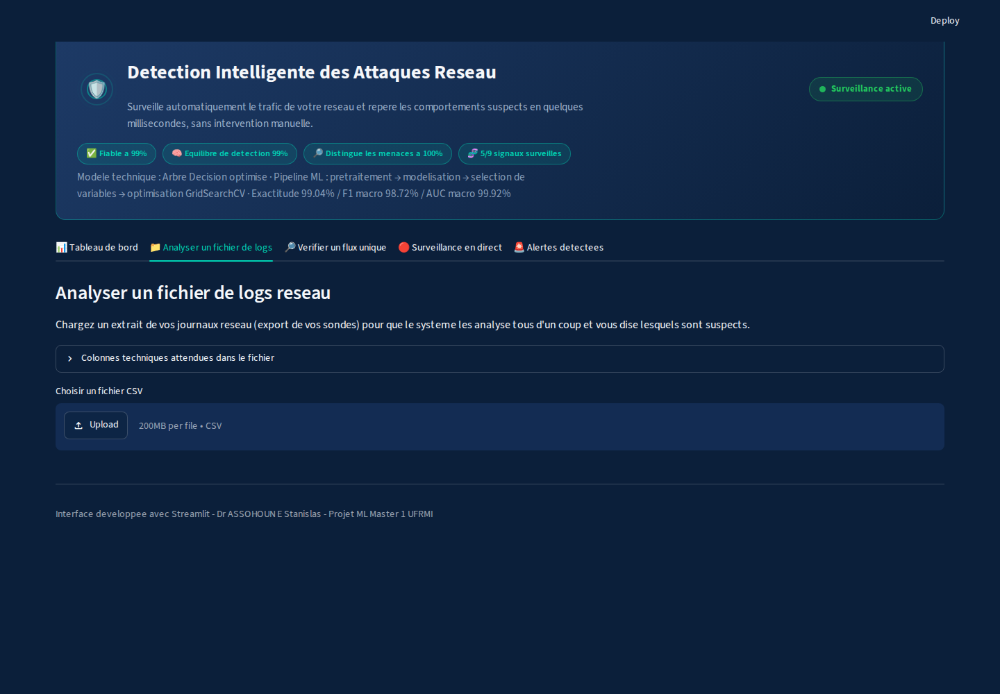 Deploy
Detection Intelligente des Attaques Reseau
Surveille automatiquement le trafic de votre reseau et repere les comportements suspects en quelques
millisecondes, sans intervention manuelle.
Surveillance active
Fiable a 99%
Equilibre de detection 99%
Distingue les menaces a 100%
5/9 signaux surveilles
Modele technique : Arbre Decision optimise · Pipeline ML : pretraitement → modelisation → selection de
variables → optimisation GridSearchCV · Exactitude 99.04% / F1 macro 98.72% / AUC macro 99.92%
Tableau de bord
Analyser un fichier de logs
Verifier un flux unique
Surveillance en direct
Alertes detectees
Analyser un fichier de logs reseau
Chargez un extrait de vos journaux reseau (export de vos sondes) pour que le systeme les analyse tous d'un coup et vous dise lesquels sont suspects.
Colonnes techniques attendues dans le fichier
Choisir un fichier CSV
Upload
200MB per file • CSV
Interface developpee avec Streamlit - Dr ASSOHOUN E Stanislas - Projet ML Master 1 UFRMI